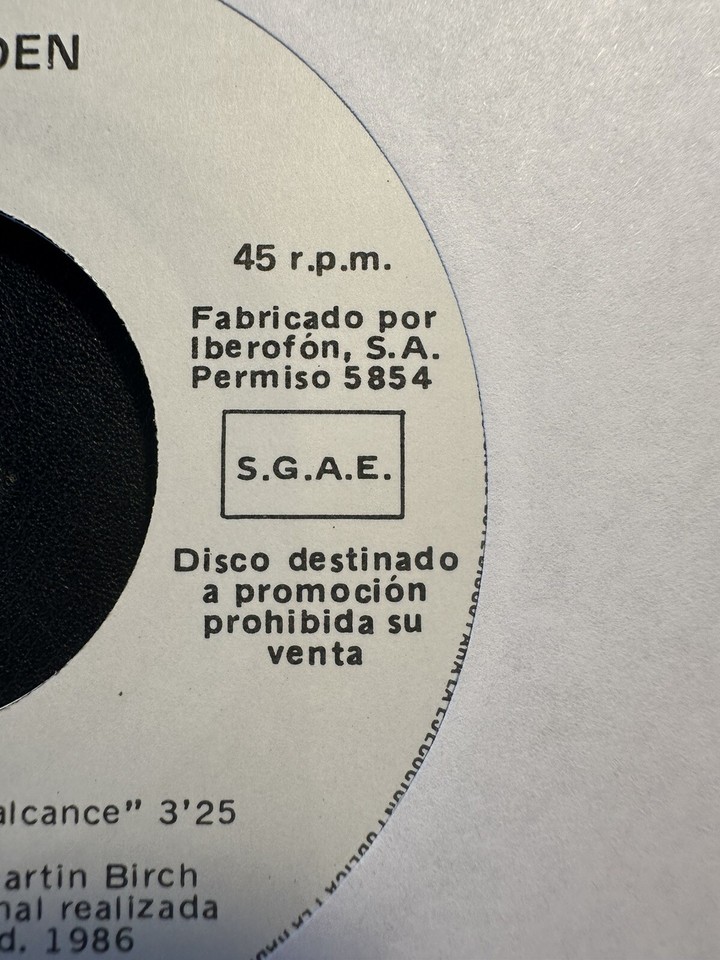 DEN
45 r.p.m.
Fabricado por
Iberofón, S.A.
Permiso 5854
S.G.A.E.
Disco destinado
a promoción
prohibida su
venta
alcance” 3'25
artin Birch
nal realizada
d. 1986